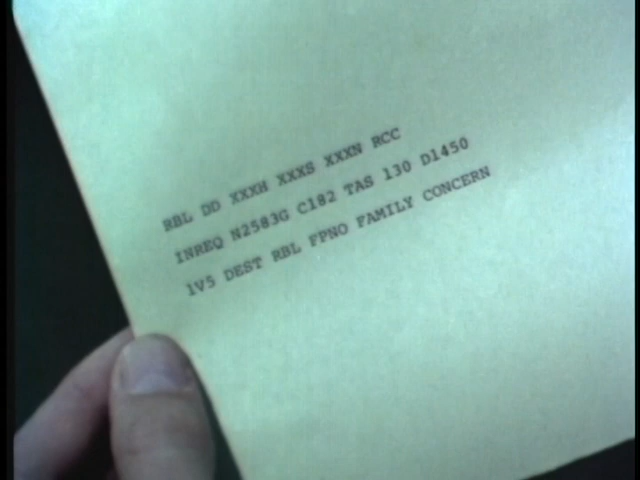 RBL DD XXXH XXXS XXXN RCC
INREQ N2583G C182 TAS 130 D1450
1V5 DEST RBL FPNO FAMILY CONCERN